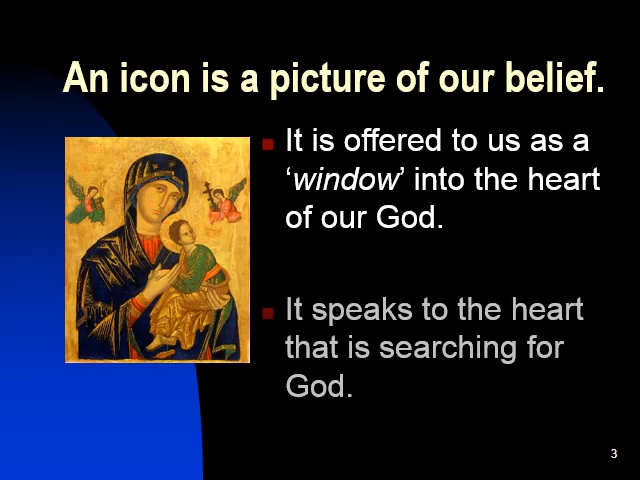 An icon is a picture of our belief.
It is offered to us as a
‘window’ into the heart
of our God.
It speaks to the heart
that is searching for
God.
3